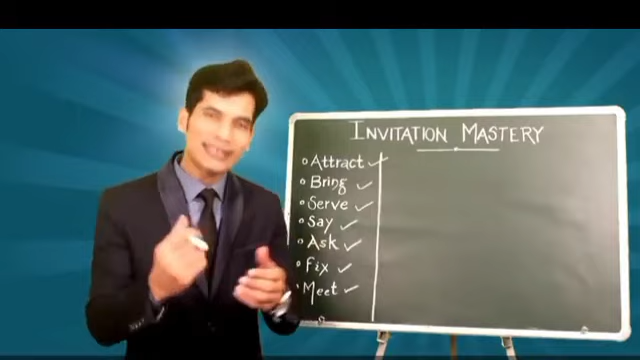 INVITATION MASTERY
Attract ✓
Bring ✓
Serve ✓
Say ✓
Ask ✓
Fix ✓
Meet ✓